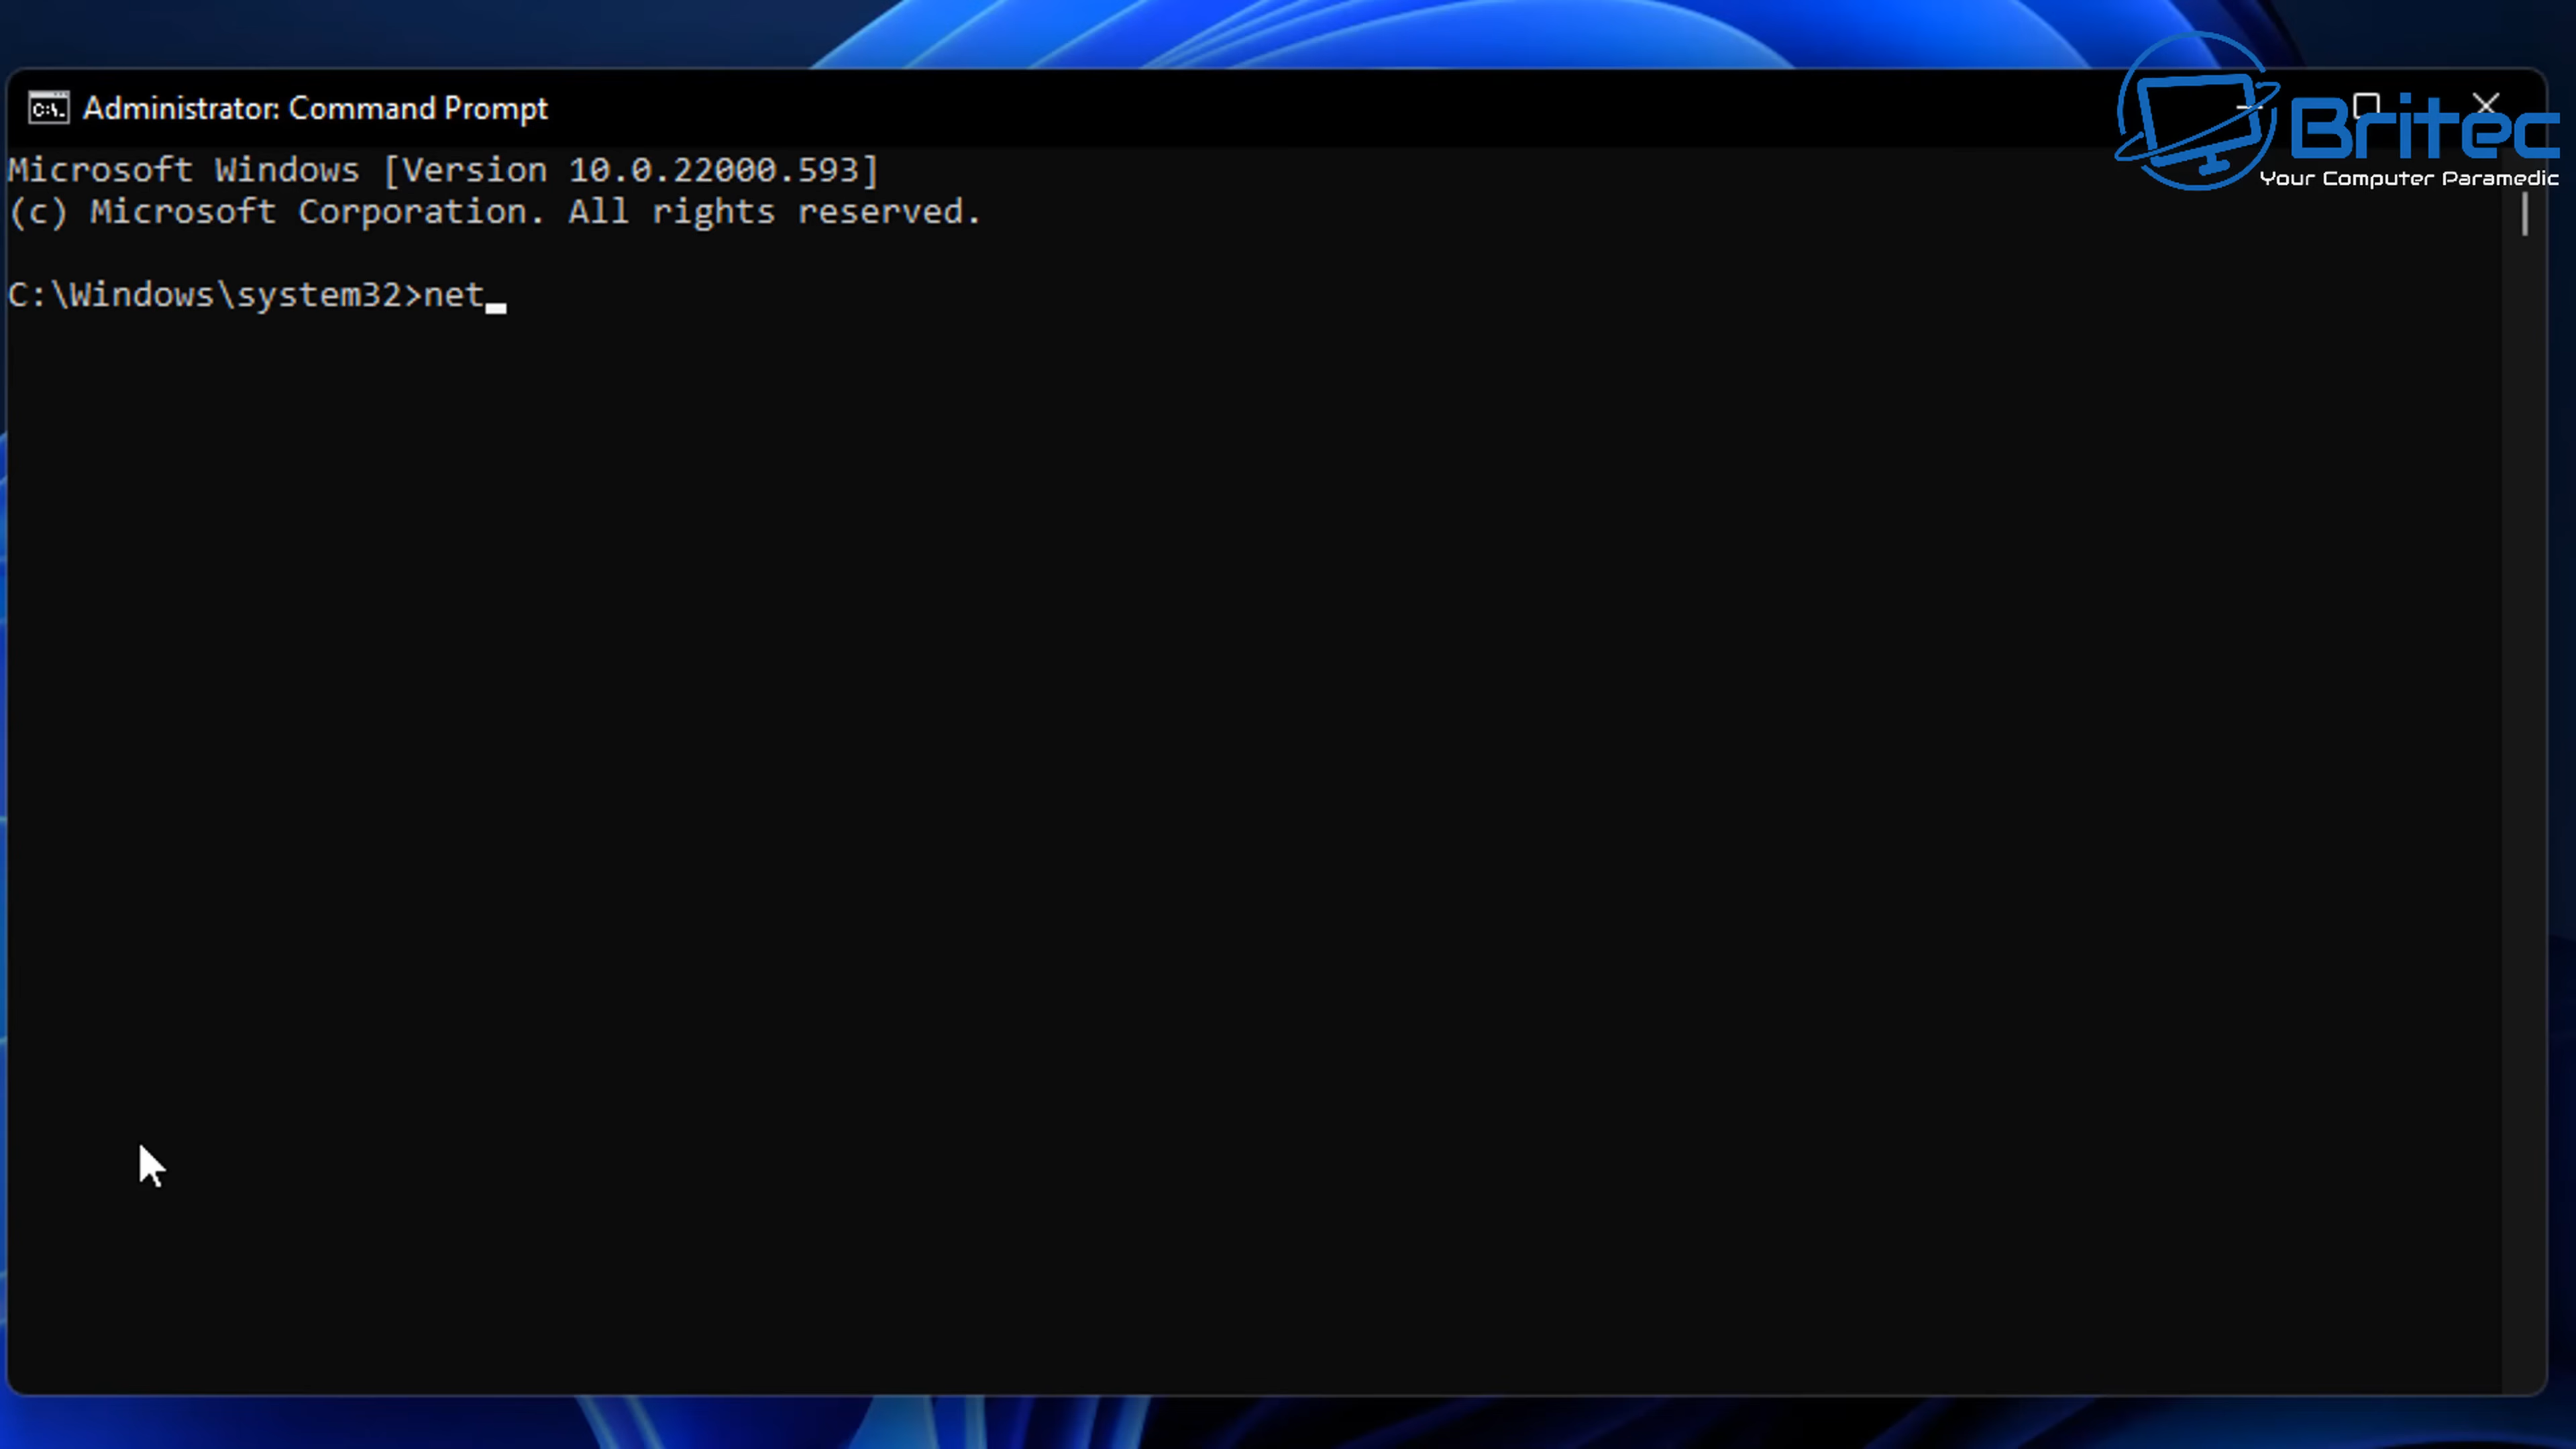 C:\.
Administrator: Command Prompt
Britec
Your Computer Paramedic
Microsoft Windows [Version 10.0.22000.593]
(c) Microsoft Corporation. All rights reserved.
C:\Windows\system32>net